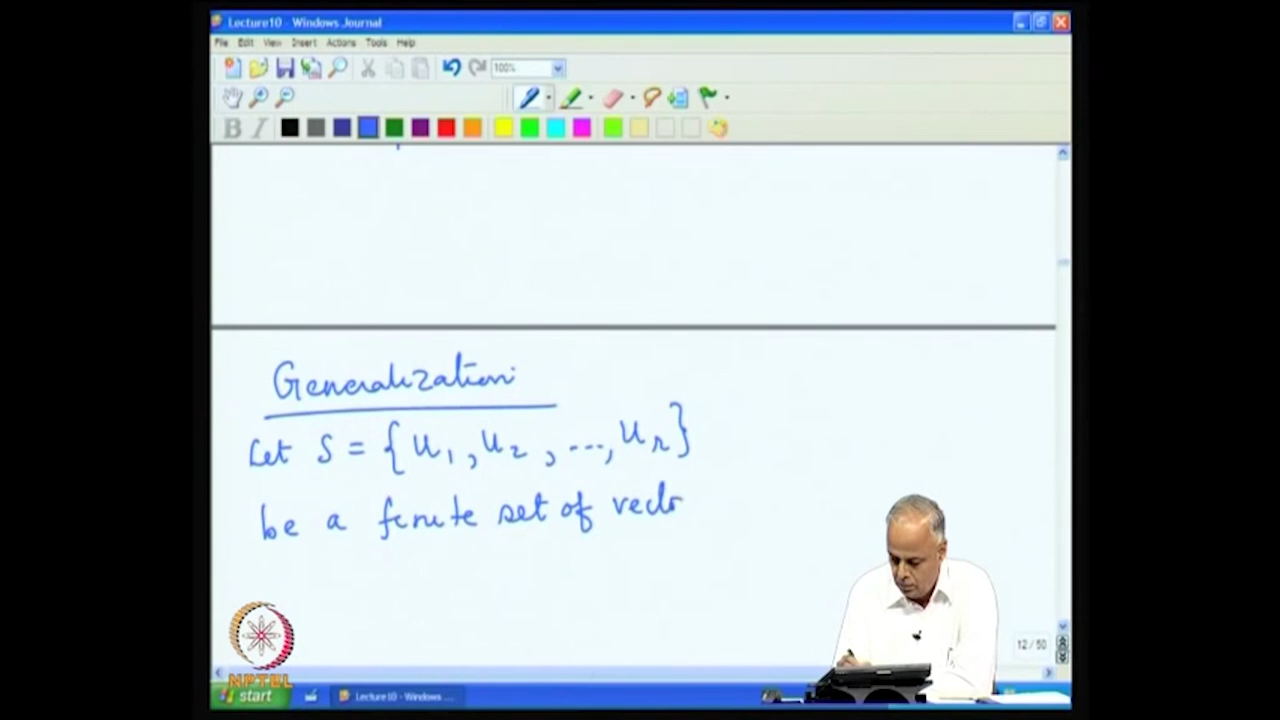 Lecture10 - Windows Journal
File Edit View Insert Actions Tools Help
100%
B I
Generalization
Let S = {u₁, u₂, ..., uᵣ}
be a finite set of vecto
12 / 50
NPTEL
start Lecture10 - Windows ...